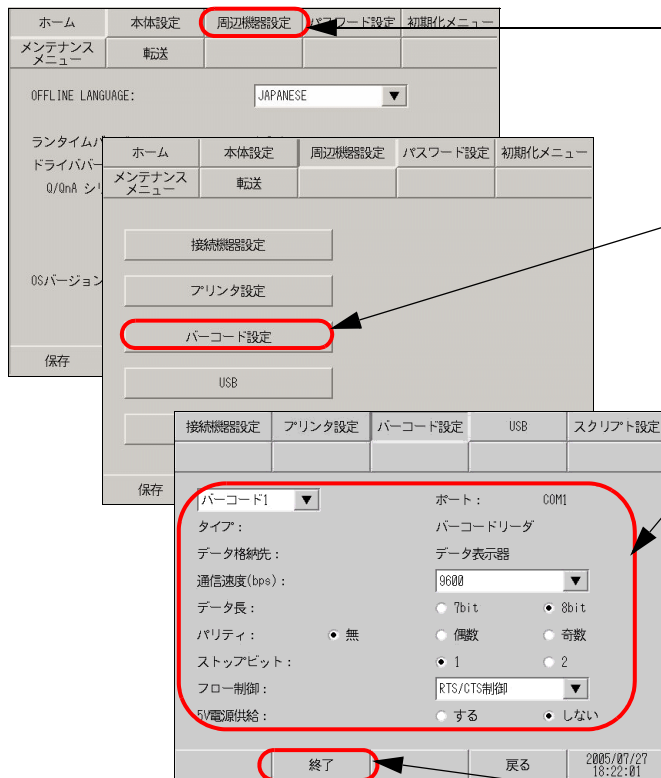 ホーム 本体設定 周辺機器設定 パスワード設定 初期化メニュー
メンテナンス
メニュー 転送
OFFLINE LANGUAGE: JAPANESE
ランタイムバ
ドライババー
Q/QnA シリ
OSバージョン
保存
ホーム 本体設定 周辺機器設定 パスワード設定 初期化メニュー
メンテナンス
メニュー 転送
接続機器設定
プリンタ設定
バーコード設定
USB
保存
接続機器設定 プリンタ設定 バーコード設定 USB スクリプト設定
バーコード1 ポート: COM1
タイプ: バーコードリーダ
データ格納先: データ表示器
通信速度(bps): 9600
データ長: 7bit 8bit
パリティ: 無 偶数 奇数
ストップビット: 1 2
フロー制御: RTS/CTS制御
5V電源供給: する しない
終了 戻る 2005/07/27
18:22:01